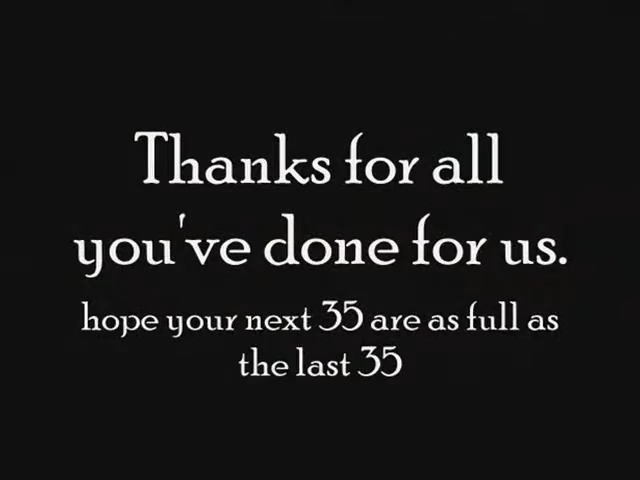 Thanks for all
you've done for us.
hope your next 35 are as full as
the last 35